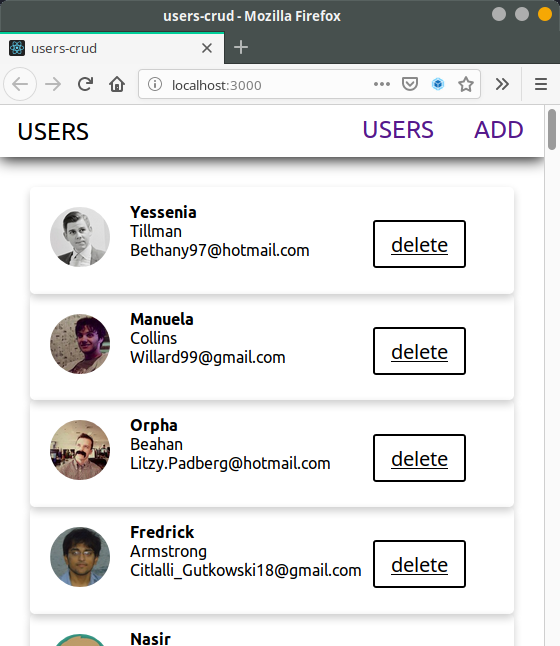 users-crud - Mozilla Firefox
users-crud
localhost:3000
USERS
USERS
ADD
Yessenia
Tillman
Bethany97@hotmail.com
delete
Manuela
Collins
Willard99@gmail.com
delete
Orpha
Beahan
Litzy.Padberg@hotmail.com
delete
Fredrick
Armstrong
Citlalli_Gutkowski18@gmail.com
delete
Nasir